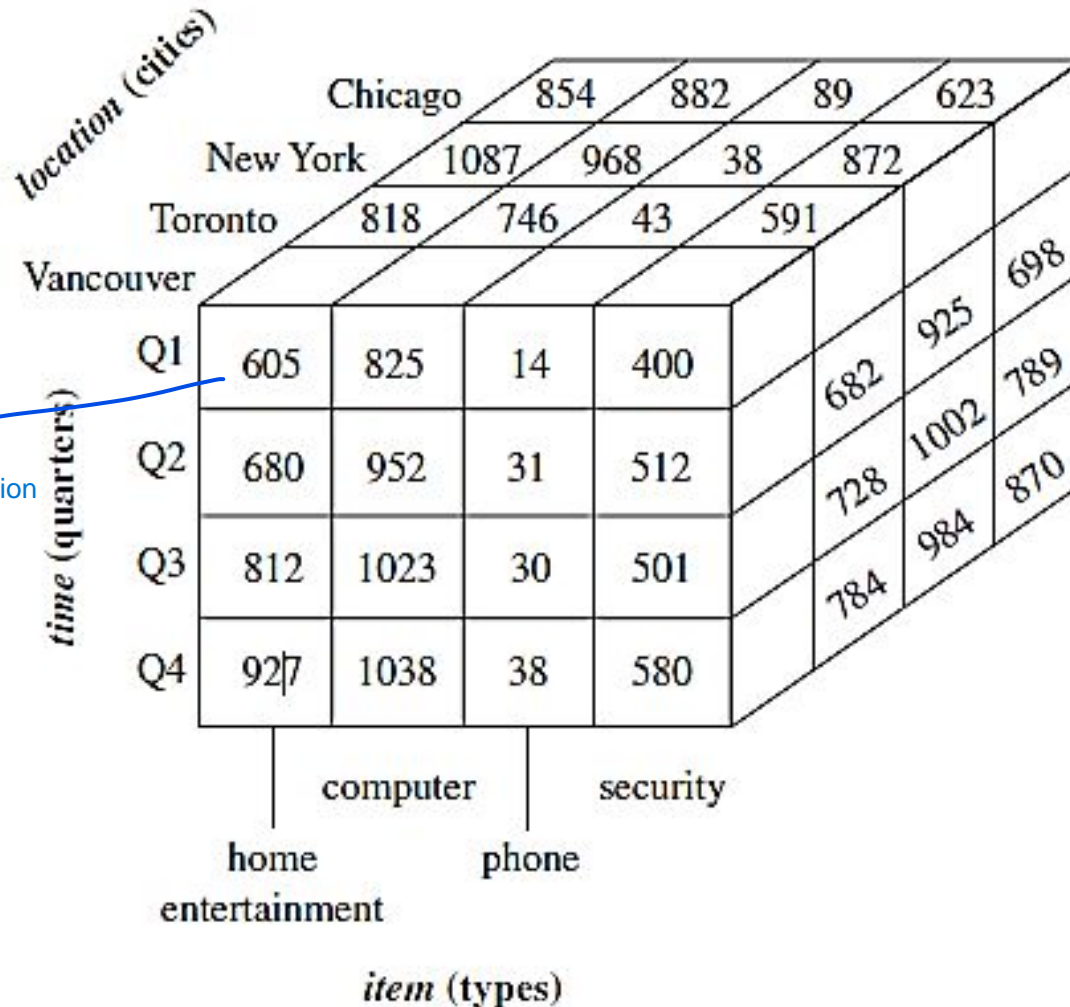 location (cities)
Chicago 854 882 89 623
New York 1087 968 38 872
Toronto 818 746 43 591
Vancouver
Q1 605 825 14 400
Q2 680 952 31 512
Q3 812 1023 30 501
Q4 927 1038 38 580
682 925 698
728 1002 789
784 984 870
time (quarters)
ion
computer security
home phone
entertainment
item (types)